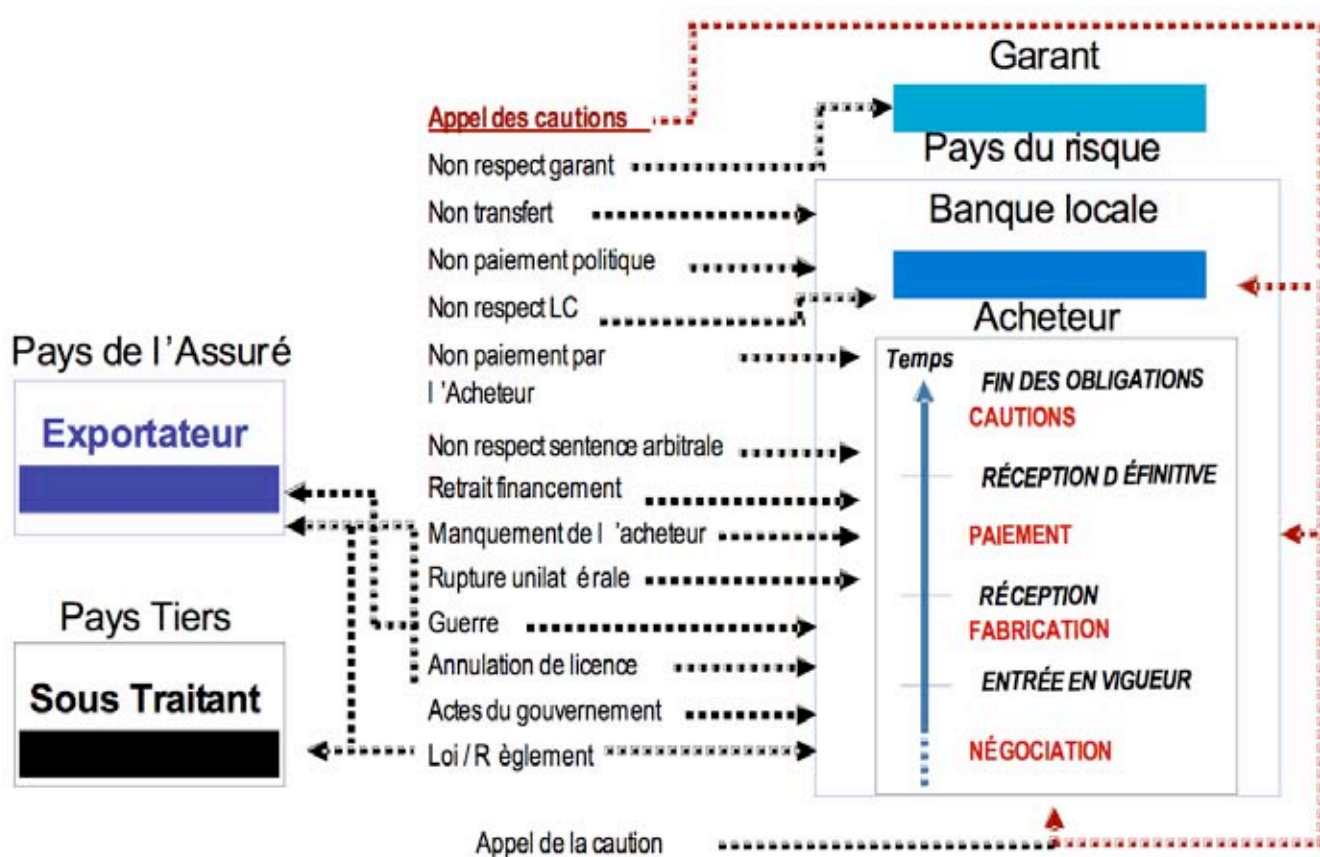 Garant
Pays du risque
Banque locale
Acheteur
Appel des cautions
Non respect garant
Non transfert
Non paiement politique
Non respect LC
Non paiement par
l 'Acheteur
Non respect sentence arbitrale
Retrait financement
Manquement de l 'acheteur
Rupture unilat érale
Guerre
Annulation de licence
Actes du gouvernement
Loi / R èglement
Appel de la caution
Pays de l'Assuré
Exportateur
Pays Tiers
Sous Traitant
Temps
FIN DES OBLIGATIONS
CAUTIONS
RÉCEPTION D ÉFINITIVE
PAIEMENT
RÉCEPTION
FABRICATION
ENTRÉE EN VIGUEUR
NÉGOCIATION